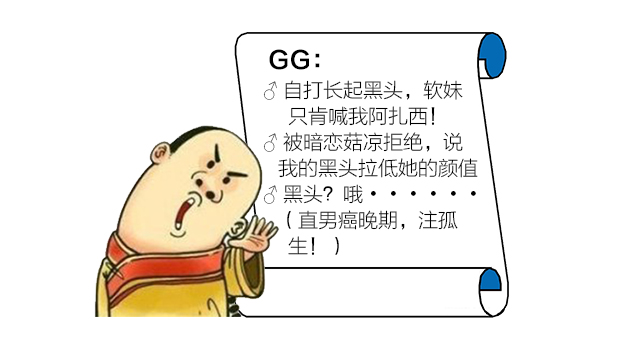 GG：
♂ 自打长起黑头，软妹
只肯喊我阿扎西！
♂ 被暗恋菇凉拒绝，说
我的黑头拉低她的颜值
♂ 黑头？哦・・・・・・
（直男癌晚期，注孤
生！）